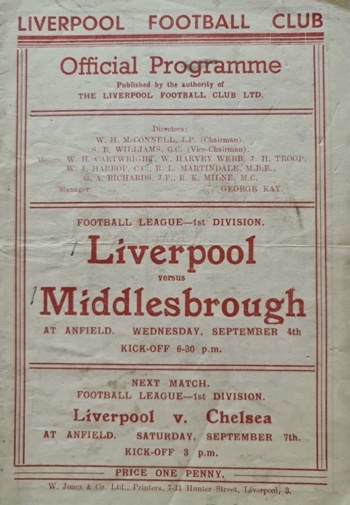 LIVERPOOL FOOTBALL CLUB
Official Programme
Published by the authority of
THE LIVERPOOL FOOTBALL CLUB LTD.
Directors:
W. H. McCONNELL, J.P. (Chairman).
S. R. WILLIAMS, C.C. (Vice-Chairman).
W. H. CARTWRIGHT, W. HARVEY WEBB, J. H. TROOP,
W. J. HARROP, C.C., R. L. MARTINDALE, M.B.E.,
G. A. RICHARDS, J.P., R. K. MILNE, M.C.
Manager GEORGE KAY.
FOOTBALL LEAGUE—1st DIVISION.
Liverpool
versus
Middlesbrough
AT ANFIELD. WEDNESDAY, SEPTEMBER 4th
KICK-OFF 6-30 p.m.
NEXT MATCH.
FOOTBALL LEAGUE—1st DIVISION.
Liverpool v. Chelsea
AT ANFIELD. SATURDAY, SEPTEMBER 7th.
KICK-OFF 3 p.m.
PRICE ONE PENNY.
W. Jones & Co. Ltd., Printers, 7-11 Hunter Street, Liverpool, 3.